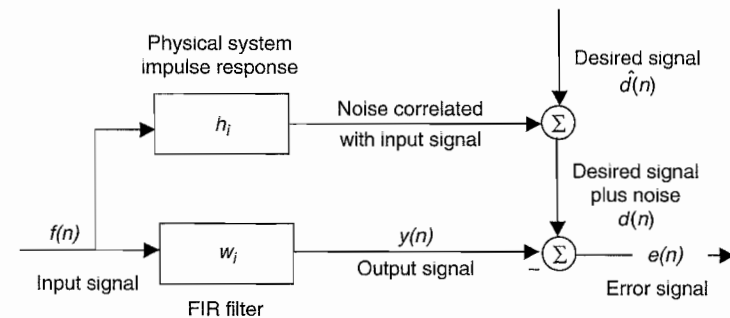 Physical system
impulse response
h_i
Noise correlated
with input signal
Desired signal
d̂(n)
Σ
Desired signal
plus noise
d(n)
f(n)
Input signal
w_i
FIR filter
y(n)
Output signal
−
Σ
e(n)
Error signal